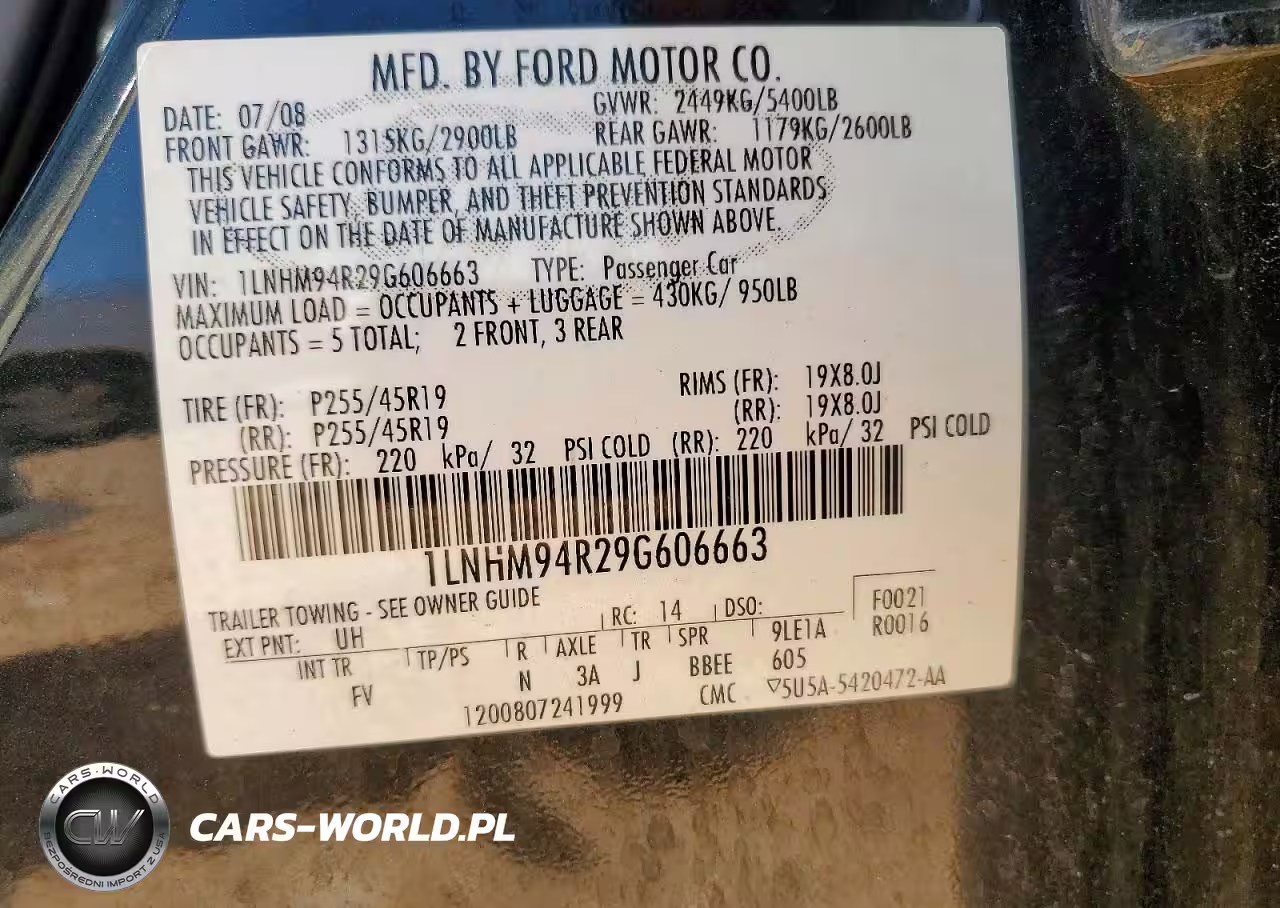 MFD. BY FORD MOTOR CO.
DATE: 07/08 GVWR: 2449KG/5400LB
FRONT GAWR: 1315KG/2900LB REAR GAWR: 1179KG/2600LB
THIS VEHICLE CONFORMS TO ALL APPLICABLE FEDERAL MOTOR
VEHICLE SAFETY, BUMPER, AND THEFT PREVENTION STANDARDS
IN EFFECT ON THE DATE OF MANUFACTURE SHOWN ABOVE.
VIN: 1LNHM94R29G606663 TYPE: Passenger Car
MAXIMUM LOAD = OCCUPANTS + LUGGAGE = 430KG/ 950LB
OCCUPANTS = 5 TOTAL; 2 FRONT, 3 REAR
TIRE (FR): P255/45R19 RIMS (FR): 19X8.0J
(RR): P255/45R19 (RR): 19X8.0J
PRESSURE (FR): 220 kPa/ 32 PSI COLD (RR): 220 kPa/ 32 PSI COLD
1LNHM94R29G606663
TRAILER TOWING - SEE OWNER GUIDE
EXT PNT: UH RC: 14 DSO: F0021
INT TR TP/PS R AXLE TR SPR 9LE1A R0016
FV N 3A J BBEE 605
1200807241999 CMC ▽5U5A-5420472-AA
CARS-WORLD
CW
BEZPOŚREDNI IMPORT Z USA
CARS-WORLD.PL